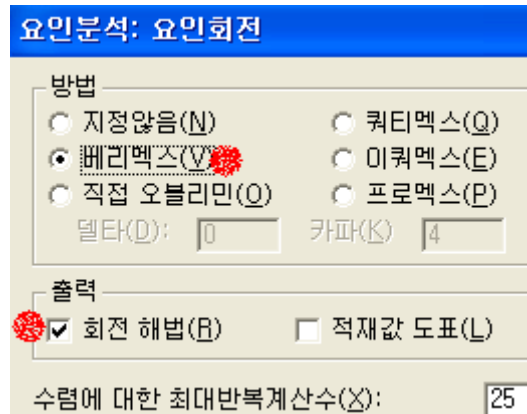 요인분석: 요인회전
방법
지정않음(N) 쿼티멕스(Q)
베리멕스(V) 이쿼멕스(E)
직접 오블리민(O) 프로멕스(P)
델타(D): 0 카파(K) 4
출력
회전 해법(R) 적재값 도표(L)
수렴에 대한 최대반복계산수(X): 25